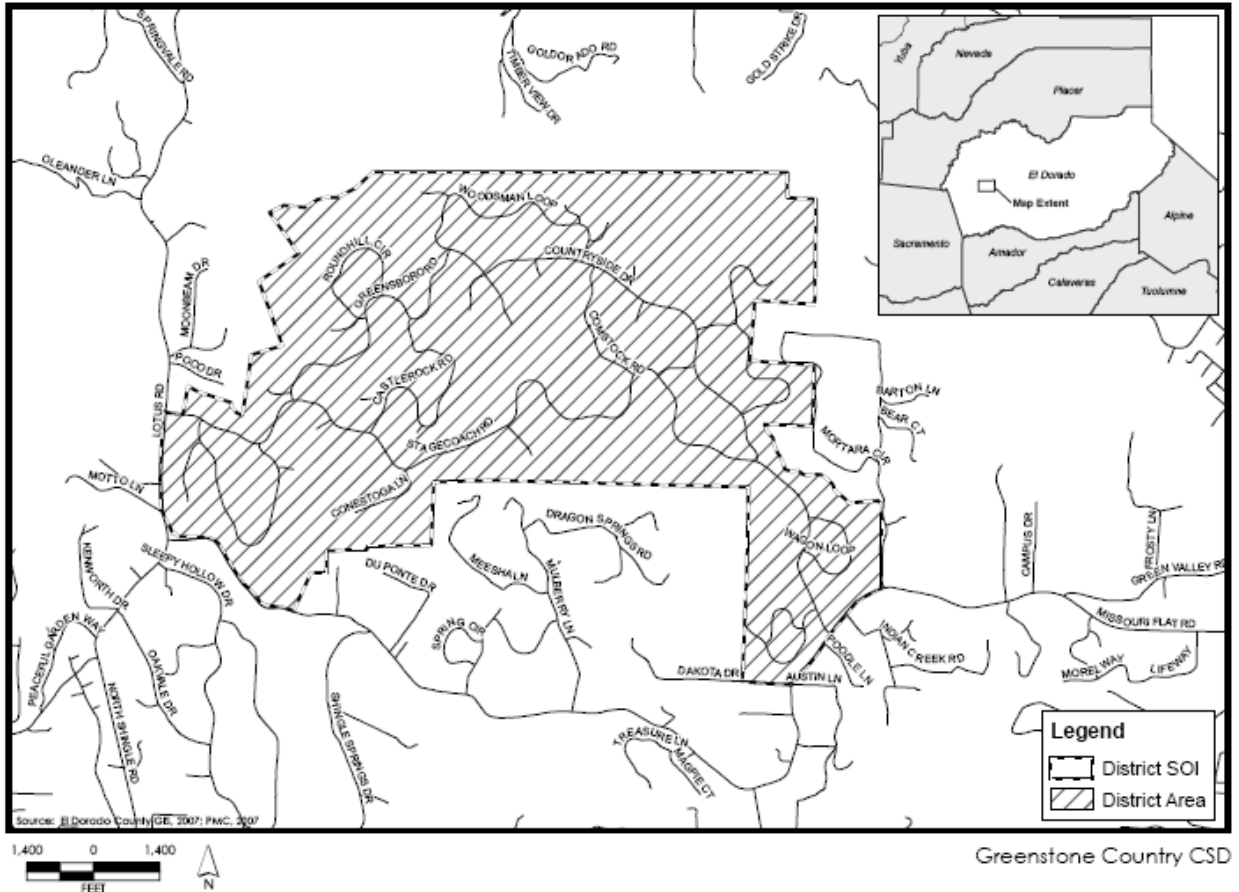 SPRINGVALE RD
GOLDORADO RD
TIMBER VIEW DR
GOLD STRIKE DR
OLEANDER LN
Yuba
Nevada
Placer
El Dorado
Map Extent
Alpine
Sacramento
Amador
Calaveras
Tuolumne
WOODSMAN LOOP
ROUNDHILL CIR
GREENSBORO RD
COUNTRYSIDE DR
MOONBEAM DR
POCO DR
COMSTOCK RD
CASTLEROCK RD
LOTUS RD
STAGECOACH RD
BARTON LN
BEAR CT
MORTARA CIR
MOTTO LN
CONESTOGA LN
DRAGON SPRINGS RD
WAGON LOOP
CAMPUS DR
FROSTY LN
KENWORTH DR
SLEEPY HOLLOW DR
DU PONTE DR
MEESHA LN
MULBERRY LN
GREEN VALLEY RD
MISSOURI FLAT RD
PEACEFUL GARDEN WAY
OAKVALE DR
SPRING CIR
POODLE LN
INDIAN CREEK RD
DAKOTA DR
AUSTIN LN
MOREL WAY
LIFEWAY
NORTH SHINGLE RD
SHINGLE SPRINGS DR
TREASURE LN
MAGPIE CT
Legend
District SOI
District Area
Source: El Dorado County GIS, 2007; PMC, 2007
1,400 0 1,400
FEET
N
Greenstone Country CSD